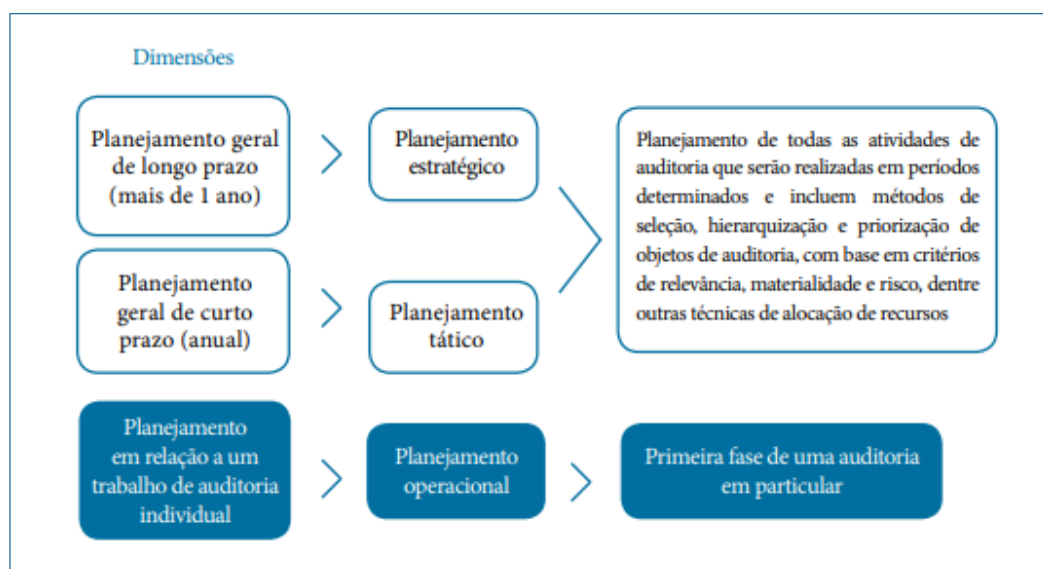 Dimensões
Planejamento geral
de longo prazo
(mais de 1 ano)
Planejamento
estratégico
Planejamento de todas as atividades de
auditoria que serão realizadas em períodos
determinados e incluem métodos de
seleção, hierarquização e priorização de
objetos de auditoria, com base em critérios
de relevância, materialidade e risco, dentre
outras técnicas de alocação de recursos
Planejamento
geral de curto
prazo (anual)
Planejamento
tático
Planejamento
em relação a um
trabalho de auditoria
individual
Planejamento
operacional
Primeira fase de uma auditoria
em particular